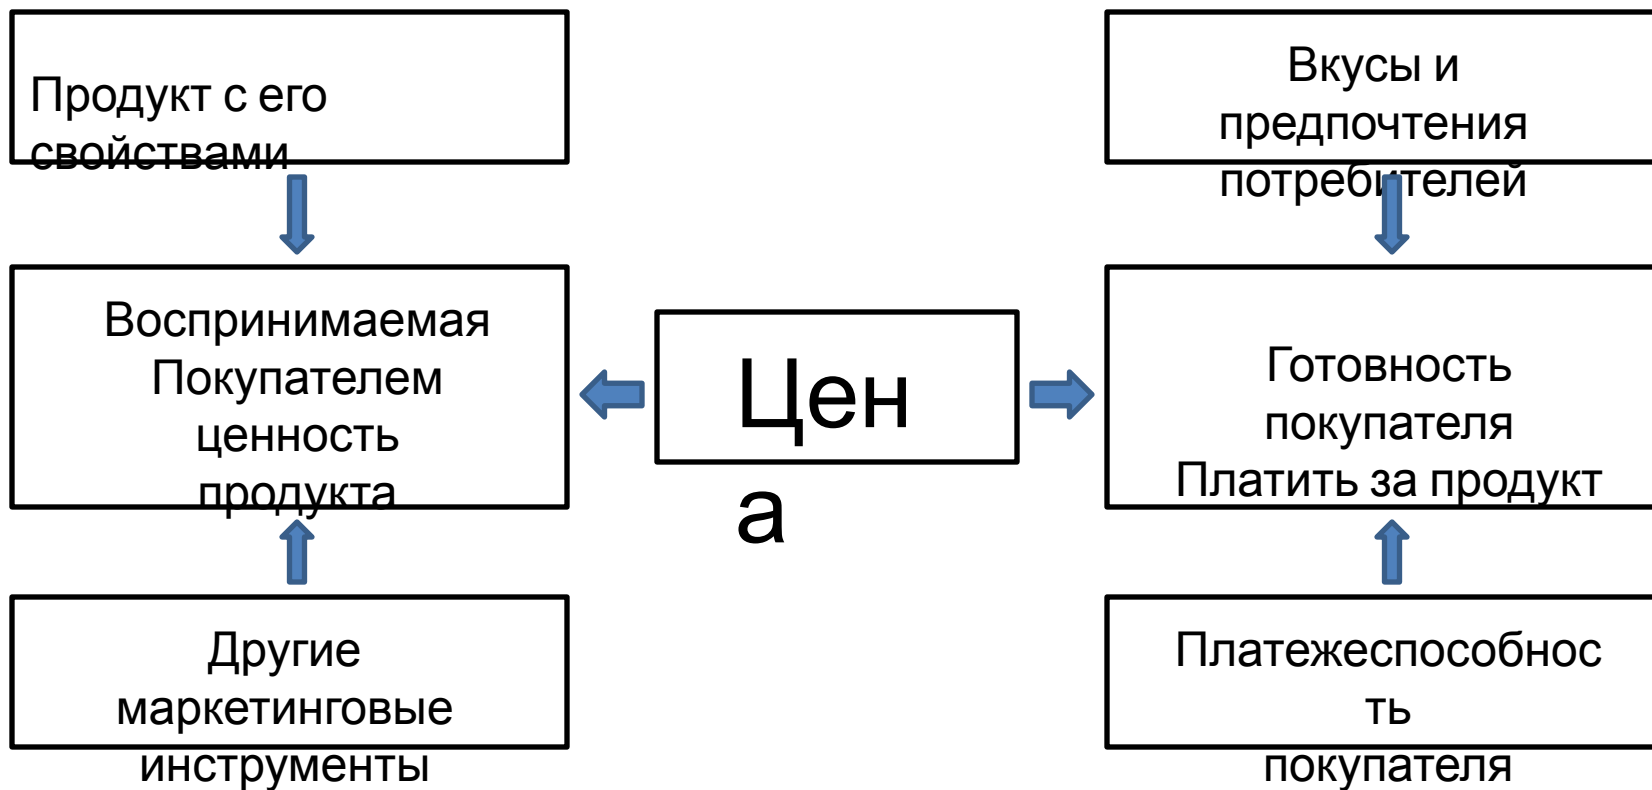 Продукт с его
свойствами
Вкусы и
предпочтения
потребителей
Воспринимаемая
Покупателем
ценность
продукта
Цен
а
Готовность
покупателя
Платить за продукт
Другие
маркетинговые
инструменты
Платежеспособнос
ть
покупателя